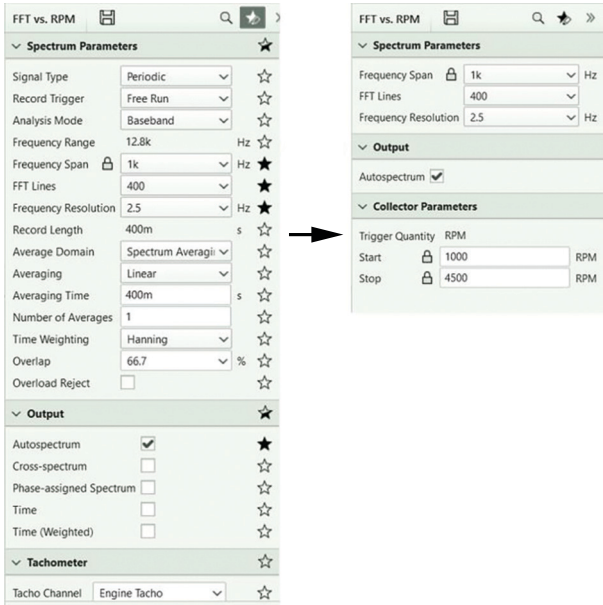 FFT vs. RPM
Spectrum Parameters
Signal Type Periodic
Record Trigger Free Run
Analysis Mode Baseband
Frequency Range 12.8k Hz
Frequency Span 1k Hz
FFT Lines 400
Frequency Resolution 2.5 Hz
Record Length 400m s
Average Domain Spectrum Averagi
Averaging Linear
Averaging Time 400m s
Number of Averages 1
Time Weighting Hanning
Overlap 66.7 %
Overload Reject
Output
Autospectrum
Cross-spectrum
Phase-assigned Spectrum
Time
Time (Weighted)
Tachometer
Tacho Channel Engine Tacho
FFT vs. RPM
Spectrum Parameters
Frequency Span 1k Hz
FFT Lines 400
Frequency Resolution 2.5 Hz
Output
Autospectrum
Collector Parameters
Trigger Quantity RPM
Start 1000 RPM
Stop 4500 RPM